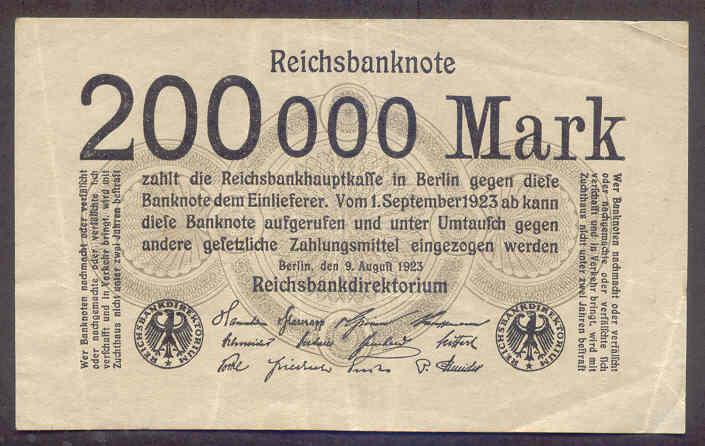 Reichsbanknote
200000 Mark
zahlt die Reichsbankhauptkaſſe in Berlin gegen dieſe
Banknote dem Einlieferer. Vom 1. September 1923 ab kann
dieſe Banknote aufgerufen und unter Umtauſch gegen
andere geſetzliche Zahlungsmittel eingezogen werden
Berlin, den 9. Auguſt 1923
Reichsbankdirektorium
Wer Banknoten nachmacht oder verfälſcht
oder nachgemachte oder verfälſchte ſich
verſchafft und in Verkehr bringt, wird mit
Zuchthaus nicht unter zwei Jahren beſtraft
Wer Banknoten nachmacht oder verfälſcht
oder nachgemachte oder verfälſchte ſich
verſchafft und in Verkehr bringt, wird mit
Zuchthaus nicht unter zwei Jahren beſtraft
REICHSBANKDIREKTORIUM
REICHSBANKDIREKTORIUM